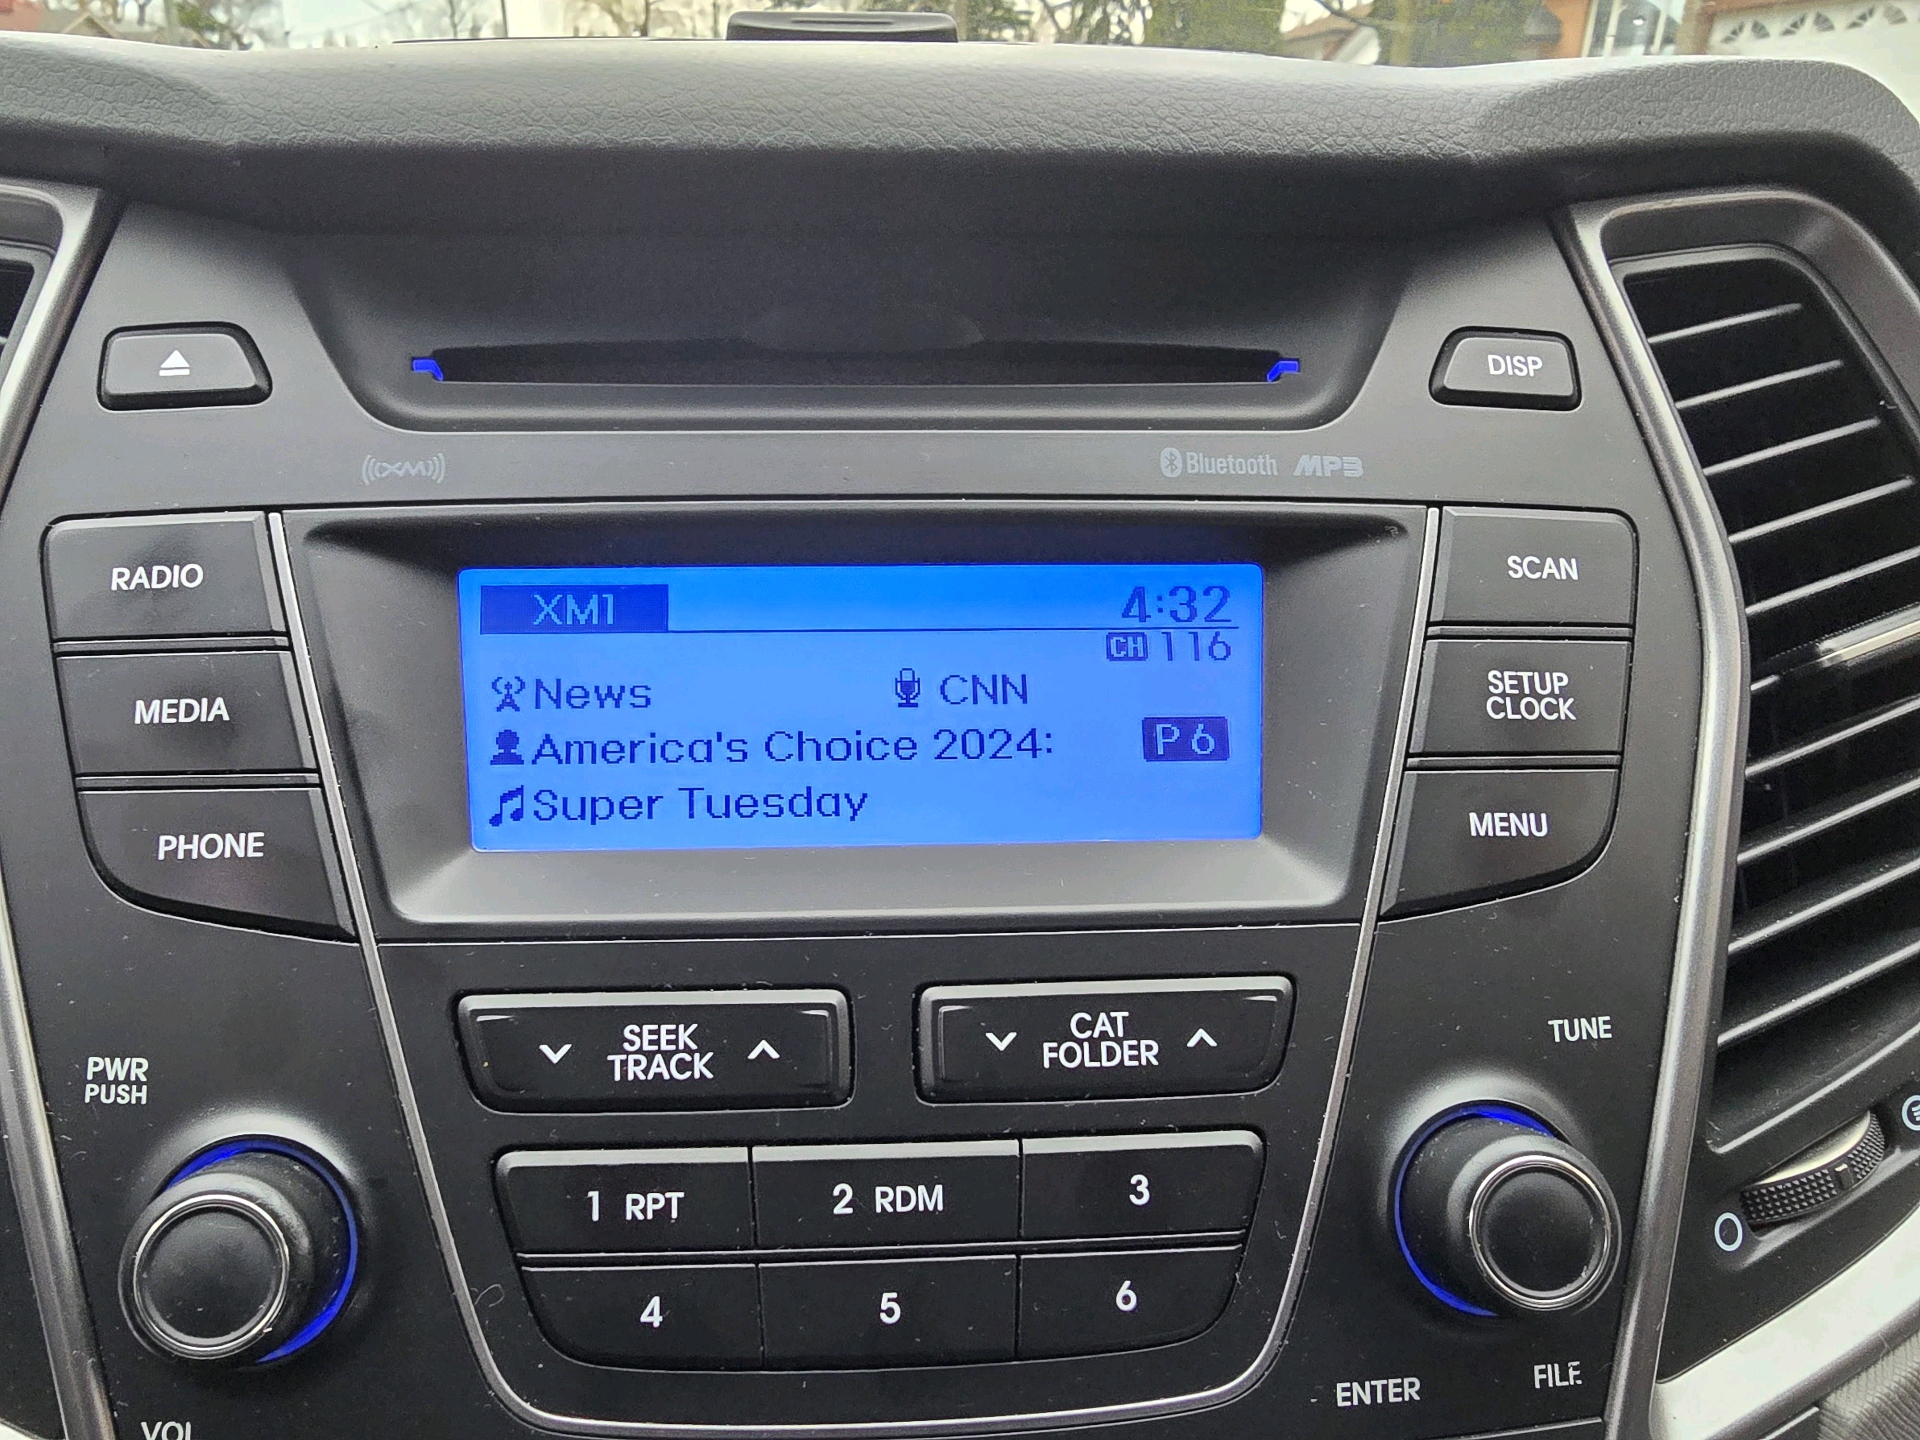 DISP
XM
Bluetooth MP3
RADIO
MEDIA
PHONE
XM1 4:32
CH 116
News CNN
America's Choice 2024: P 6
Super Tuesday
SCAN
SETUP
CLOCK
MENU
SEEK
TRACK
CAT
FOLDER
PWR
PUSH
TUNE
1 RPT 2 RDM 3
4 5 6
VOL
ENTER
FILE